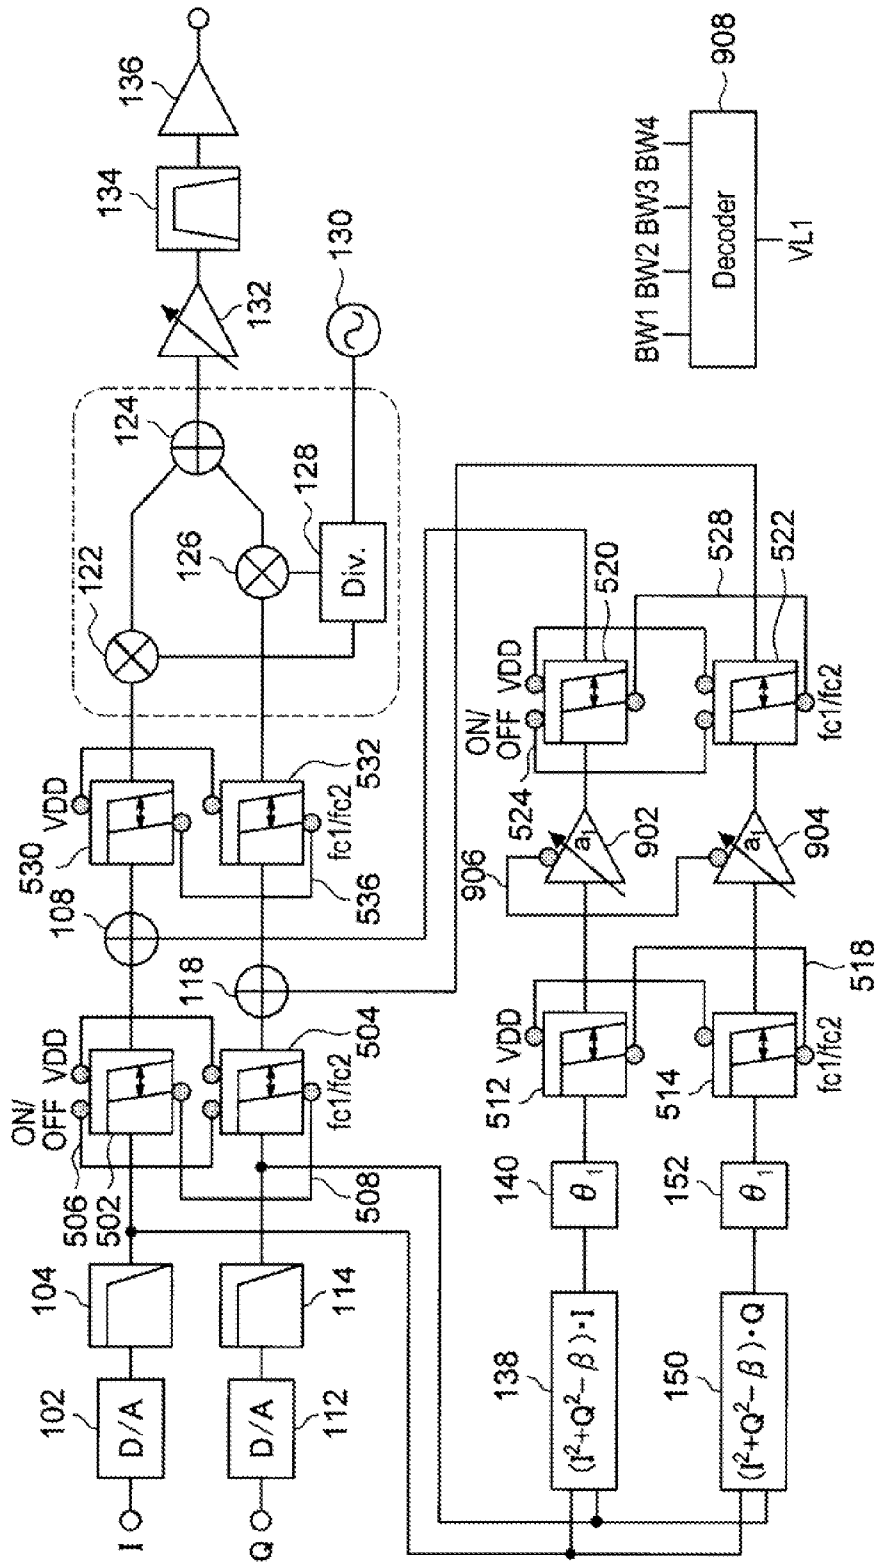 I
102
D/A
104
ON/
OFF
VDD
506
502
108
530
VDD
122
124
132
134
136
Q
D/A
112
114
508
504
fc1/fc2
118
536
532
fc1/fc2
126
128
Div.
130
138
(I²+Q²−β)·I
140
θ₁
512
VDD
906
a₁
902
524
ON/
OFF
VDD
520
528
150
(I²+Q²−β)·Q
152
θ₁
514
fc1/fc2
518
a₁
904
fc1/fc2
522
BW1 BW2 BW3 BW4
Decoder
908
VL1